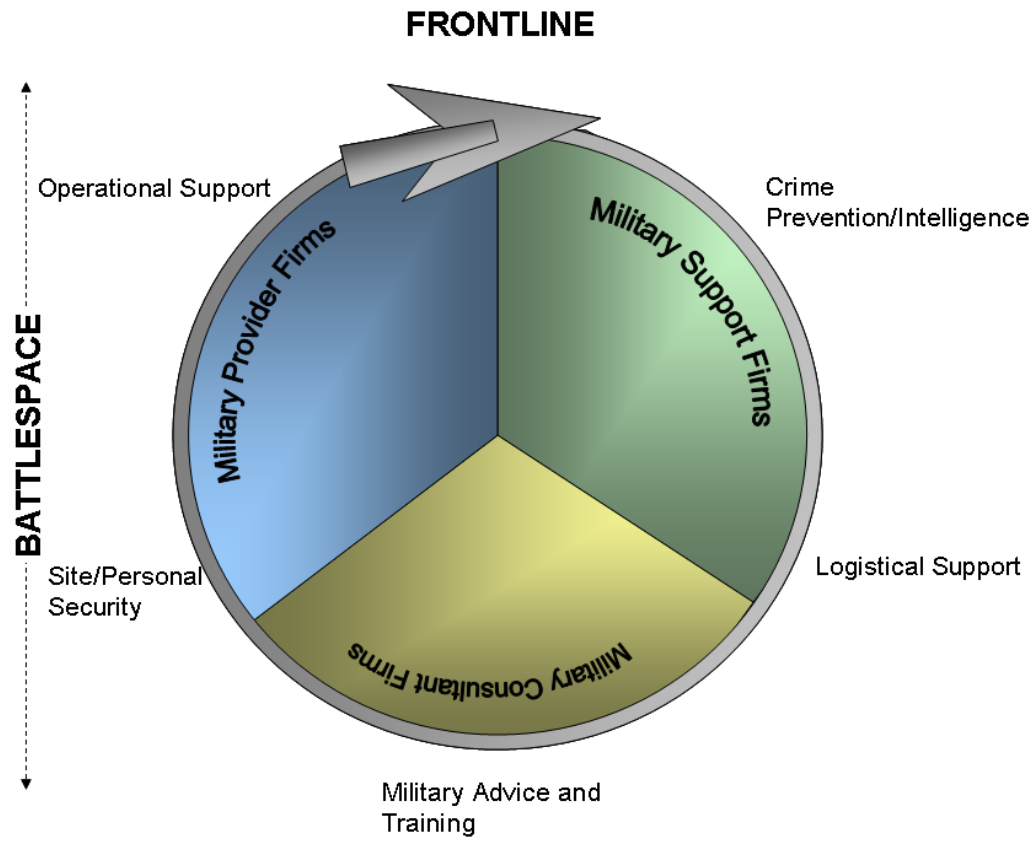 FRONTLINE
Operational Support
Crime
Prevention/Intelligence
Military Provider Firms
Military Support Firms
BATTLESPACE
Site/Personal
Security
Logistical Support
Military Consultant Firms
Military Advice and
Training